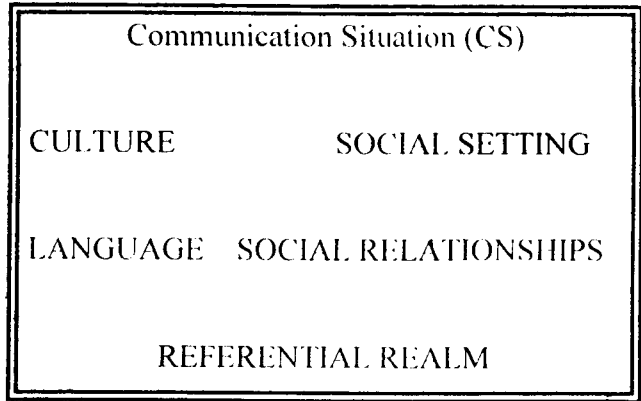 Communication Situation (CS)
CULTURE SOCIAL SETTING
LANGUAGE SOCIAL RELATIONSHIPS
REFERENTIAL REALM